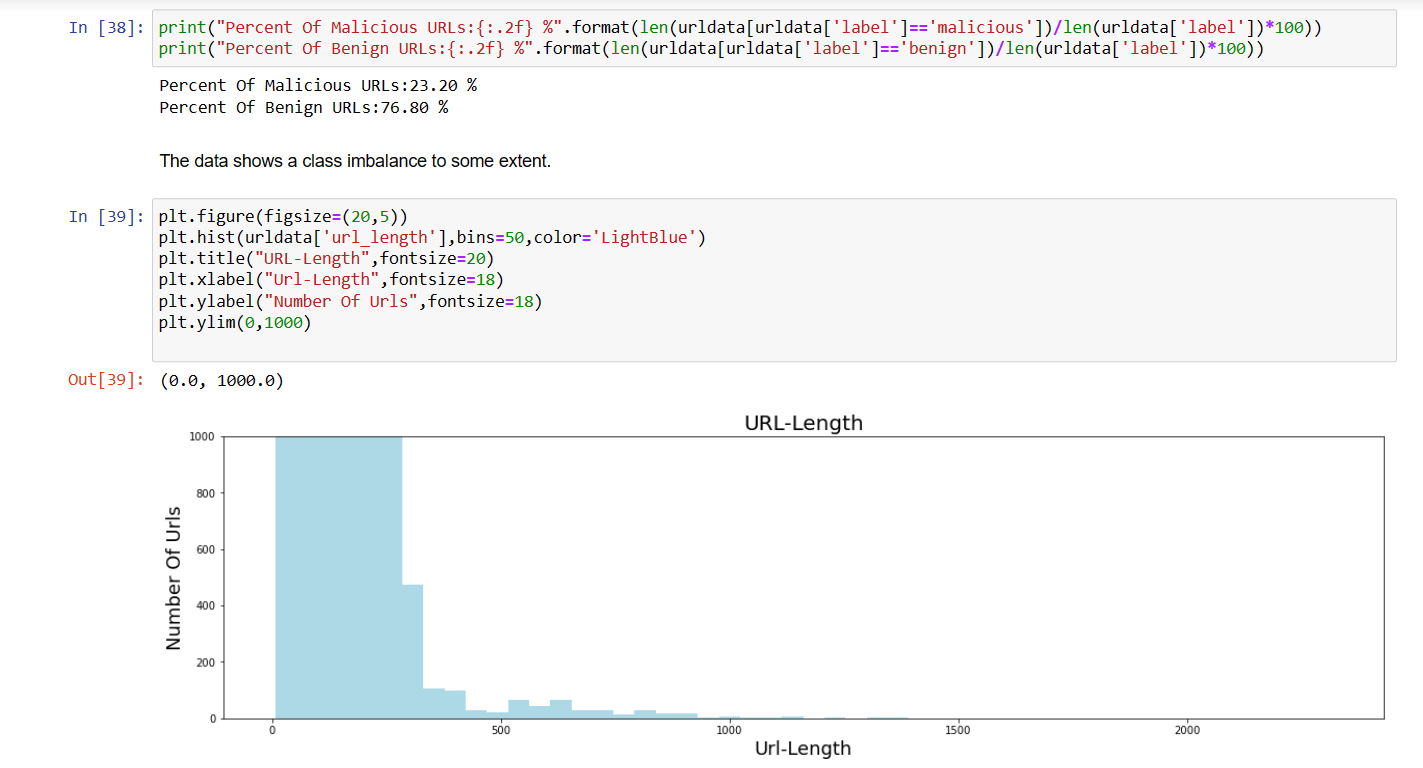 In [38]: print("Percent Of Malicious URLs:{:.2f} %".format(len(urldata[urldata['label']=='malicious'])/len(urldata['label'])*100))
print("Percent Of Benign URLs:{:.2f} %".format(len(urldata[urldata['label']=='benign'])/len(urldata['label'])*100))
Percent Of Malicious URLs:23.20 %
Percent Of Benign URLs:76.80 %
The data shows a class imbalance to some extent.
In [39]: plt.figure(figsize=(20,5))
plt.hist(urldata['url_length'],bins=50,color='LightBlue')
plt.title("URL-Length",fontsize=20)
plt.xlabel("Url-Length",fontsize=18)
plt.ylabel("Number Of Urls",fontsize=18)
plt.ylim(0,1000)
Out[39]: (0.0, 1000.0)
URL-Length
Number Of Urls
1000
800
600
400
200
0
0 500 1000 1500 2000
Url-Length